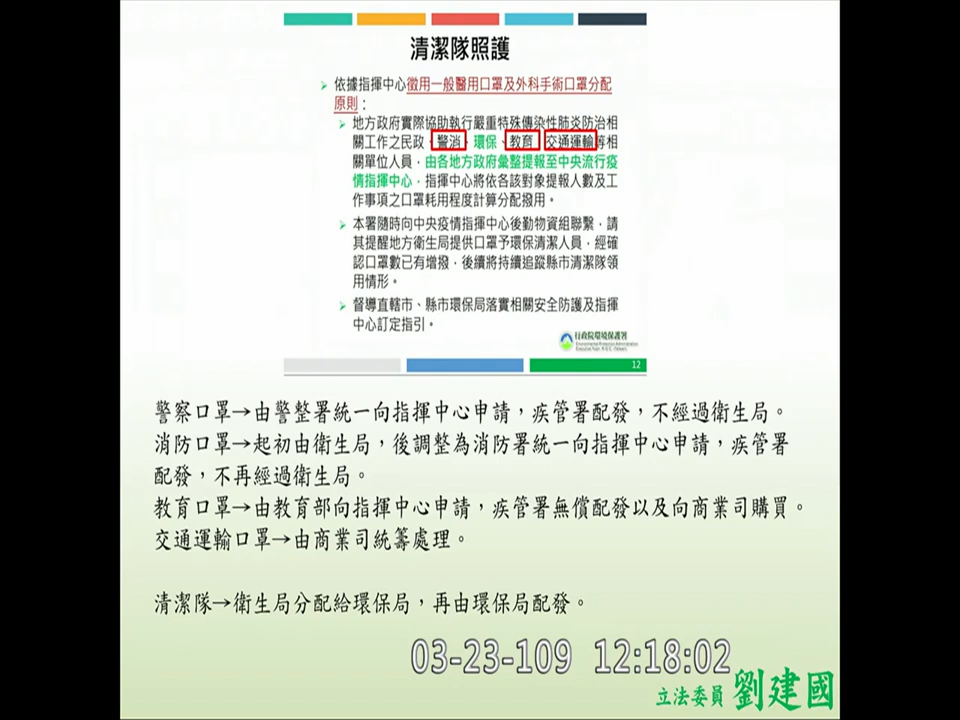 清潔隊照護
依據指揮中心徵用一般醫用口罩及外科手術口罩分配
原則：
地方政府實際協助執行嚴重特殊傳染性肺炎防治相
關工作之民政、警消、環保、教育、交通運輸等相
關單位人員，由各地方政府彙整提報至中央流行疫
情指揮中心，指揮中心將依各該對象提報人數及工
作事項之口罩耗用程度計算分配撥用。
本署隨時向中央疫情指揮中心後勤物資組聯繫，請
其提醒地方衛生局提供口罩予環保清潔人員，經確
認口罩數已有增撥，後續將持續追蹤縣市清潔隊領
用情形。
督導直轄市、縣市環保局落實相關安全防護及指揮
中心訂定指引。
行政院環境保護署
12
警察口罩→由警整署統一向指揮中心申請，疾管署配發，不經過衛生局。
消防口罩→起初由衛生局，後調整為消防署統一向指揮中心申請，疾管署
配發，不再經過衛生局。
教育口罩→由教育部向指揮中心申請，疾管署無償配發以及向商業司購買。
交通運輸口罩→由商業司統籌處理。
清潔隊→衛生局分配給環保局，再由環保局配發。
03-23-109 12:18:02
立法委員 劉建國